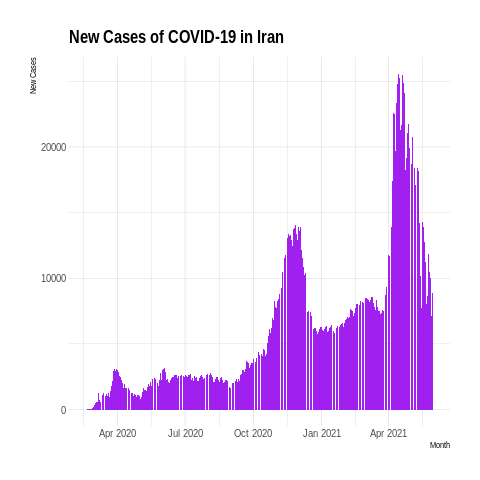 New Cases of COVID-19 in Iran
New Cases
20000
10000
0
Apr 2020 Jul 2020 Oct 2020 Jan 2021 Apr 2021
Month